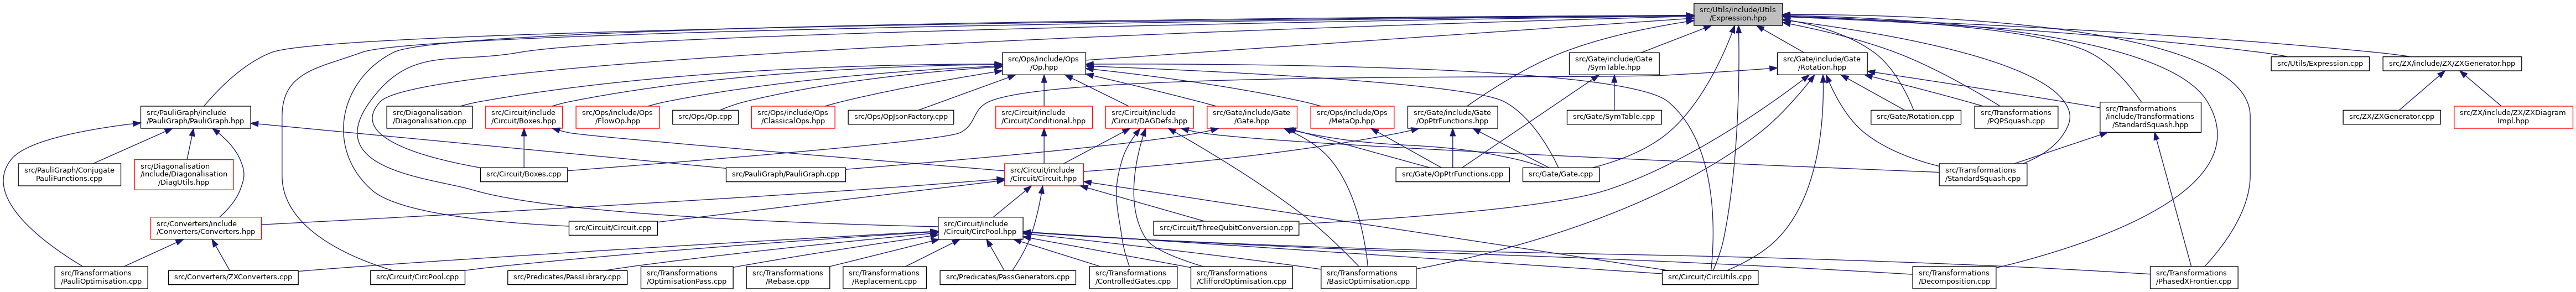 src/Utils/include/Utils
/Expression.hpp
src/Ops/include/Ops
/Op.hpp
src/Gate/include/Gate
/SymTable.hpp
src/Gate/include/Gate
/Rotation.hpp
src/Utils/Expression.cpp
src/ZX/include/ZX/ZXGenerator.hpp
src/PauliGraph/include
/PauliGraph/PauliGraph.hpp
src/Diagonalisation
/Diagonalisation.cpp
src/Circuit/include
/Circuit/Boxes.hpp
src/Ops/include/Ops
/FlowOp.hpp
src/Ops/Op.cpp
src/Ops/include/Ops
/ClassicalOps.hpp
src/Ops/OpJsonFactory.cpp
src/Circuit/include
/Circuit/Conditional.hpp
src/Circuit/include
/Circuit/DAGDefs.hpp
src/Gate/include/Gate
/Gate.hpp
src/Ops/include/Ops
/MetaOp.hpp
src/Gate/include/Gate
/OpPtrFunctions.hpp
src/Gate/SymTable.cpp
src/Gate/Rotation.cpp
src/Transformations
/PQPSquash.cpp
src/Transformations
/include/Transformations
/StandardSquash.hpp
src/ZX/ZXGenerator.cpp
src/ZX/include/ZX/ZXDiagram
Impl.hpp
src/PauliGraph/Conjugate
PauliFunctions.cpp
src/Diagonalisation
/include/Diagonalisation
/DiagUtils.hpp
src/Circuit/Boxes.cpp
src/PauliGraph/PauliGraph.cpp
src/Circuit/include
/Circuit/Circuit.hpp
src/Gate/OpPtrFunctions.cpp
src/Gate/Gate.cpp
src/Transformations
/StandardSquash.cpp
src/Converters/include
/Converters/Converters.hpp
src/Circuit/Circuit.cpp
src/Circuit/include
/Circuit/CircPool.hpp
src/Circuit/ThreeQubitConversion.cpp
src/Transformations
/PauliOptimisation.cpp
src/Converters/ZXConverters.cpp
src/Circuit/CircPool.cpp
src/Predicates/PassLibrary.cpp
src/Transformations
/OptimisationPass.cpp
src/Transformations
/Rebase.cpp
src/Transformations
/Replacement.cpp
src/Predicates/PassGenerators.cpp
src/Transformations
/ControlledGates.cpp
src/Transformations
/CliffordOptimisation.cpp
src/Transformations
/BasicOptimisation.cpp
src/Circuit/CircUtils.cpp
src/Transformations
/Decomposition.cpp
src/Transformations
/PhasedXFrontier.cpp